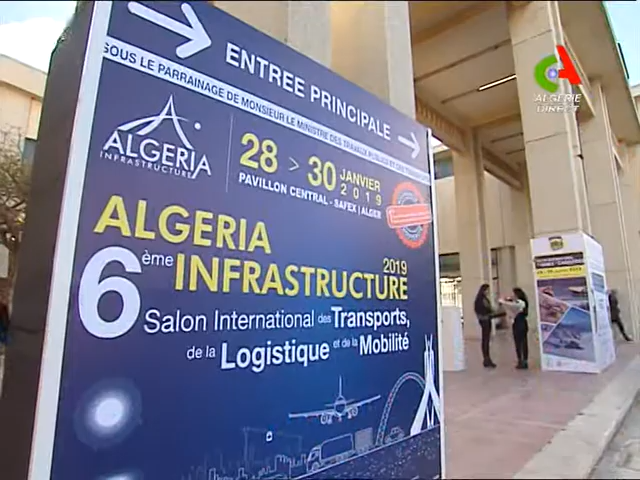 ENTREE PRINCIPALE
SOUS LE PARRAINAGE DE MONSIEUR LE MINISTRE DES TRAVAUX PUBLICS ET DES TRANSPORTS
ALGERIA
INFRASTRUCTURE
28 > 30 JANVIER 2019
PAVILLON CENTRAL - SAFEX | ALGER
ALGERIA
INFRASTRUCTURE 2019
6ème Salon International des Transports,
de la Logistique et de la Mobilité
ALGERIE
DIRECT